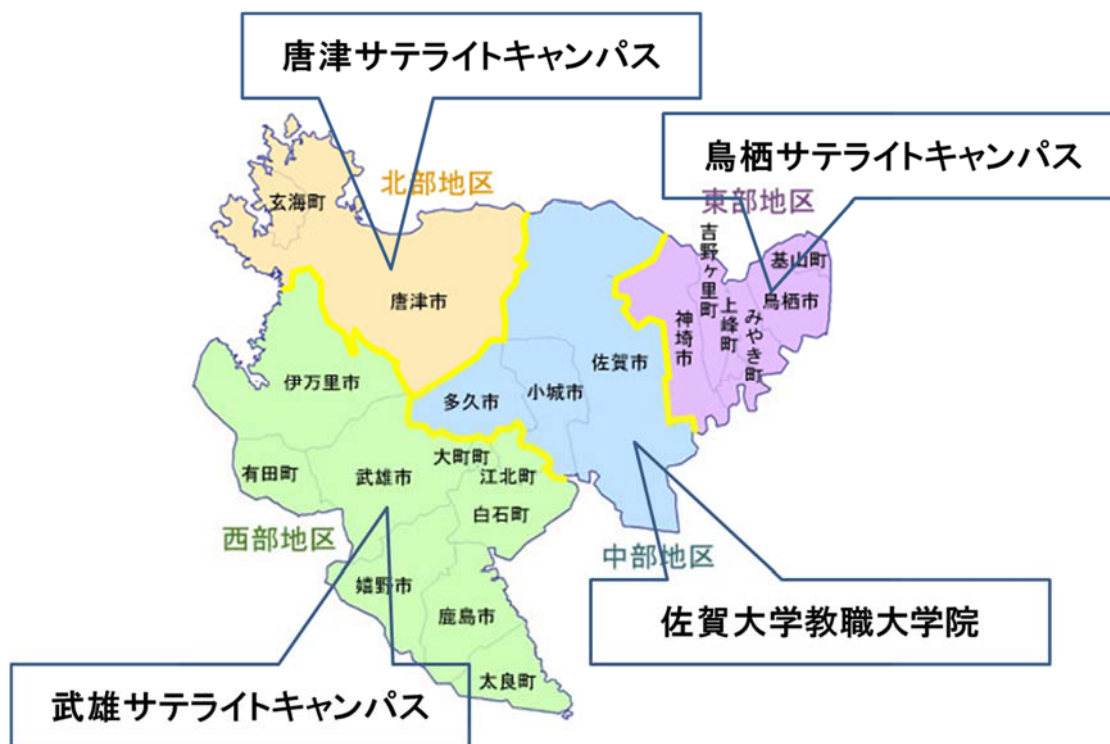 唐津サテライトキャンパス
鳥栖サテライトキャンパス
北部地区
東部地区
玄海町
吉野ヶ里町
基山町
唐津市
上峰町
鳥栖市
神埼市
みやき町
伊万里市
佐賀市
小城市
多久市
大町町
有田町
武雄市
江北町
白石町
西部地区
中部地区
嬉野市
鹿島市
佐賀大学教職大学院
太良町
武雄サテライトキャンパス